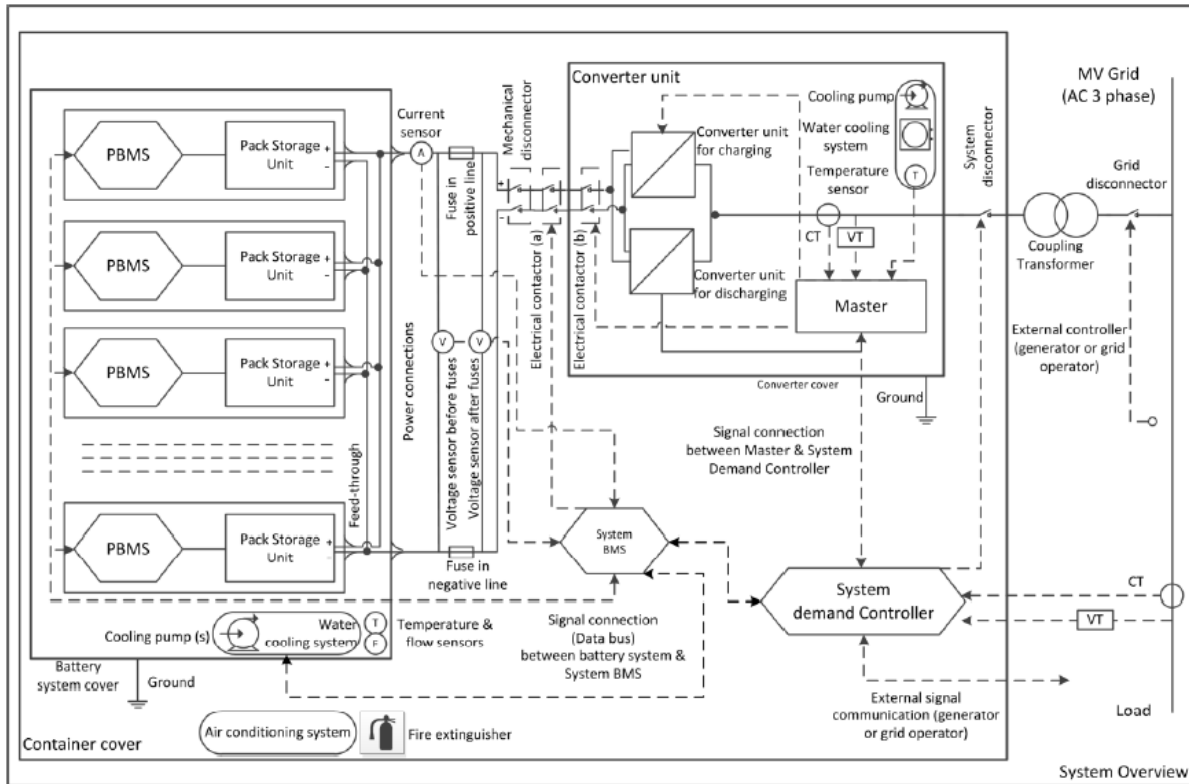 MV Grid
(AC 3 phase)
Converter unit
Cooling pump
Water cooling
system
Temperature
sensor
T
Converter unit
for charging
Converter unit
for discharging
CT
VT
Master
System
disconnector
Grid
disconnector
Coupling
Transformer
External controller
(generator or grid
operator)
Current
sensor
A
Mechanical
disconnector
Fuse in
positive line
+
-
Electrical contactor (a)
Electrical contactor (b)
PBMS
Pack Storage
Unit
+
-
PBMS
Pack Storage
Unit
+
-
PBMS
Pack Storage
Unit
+
-
PBMS
Pack Storage
Unit
+
-
Feed-through
Power connections
V
V
Voltage sensor before fuses
Voltage sensor after fuses
Fuse in
negative line
Converter cover
Ground
Signal connection
between Master & System
Demand Controller
System
BMS
System
demand Controller
CT
VT
Cooling pump (s)
Water
cooling system
T
F
Temperature &
flow sensors
Signal connection
(Data bus)
between battery system &
System BMS
Battery
system cover
Ground
External signal
communication (generator
or grid operator)
Load
Air conditioning system
Fire extinguisher
Container cover
System Overview